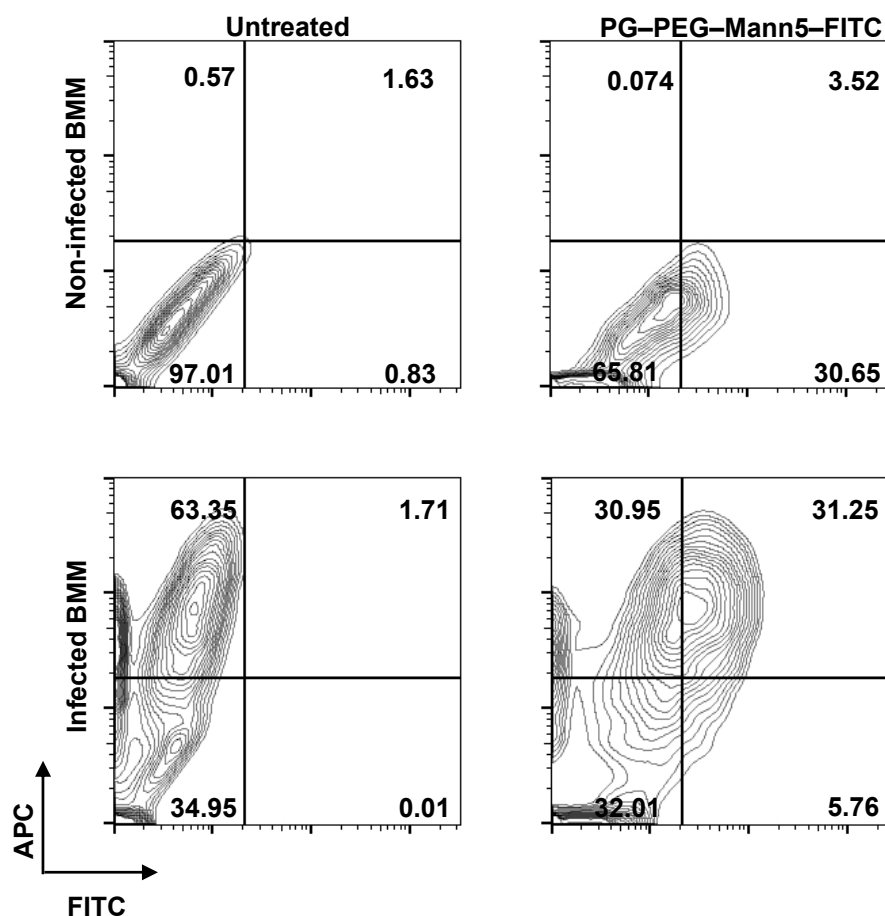 Untreated
PG–PEG–Mann5–FITC
Non-infected BMM
0.57 1.63
97.01 0.83
0.074 3.52
65.81 30.65
Infected BMM
63.35 1.71
34.95 0.01
30.95 31.25
32.01 5.76
APC
FITC